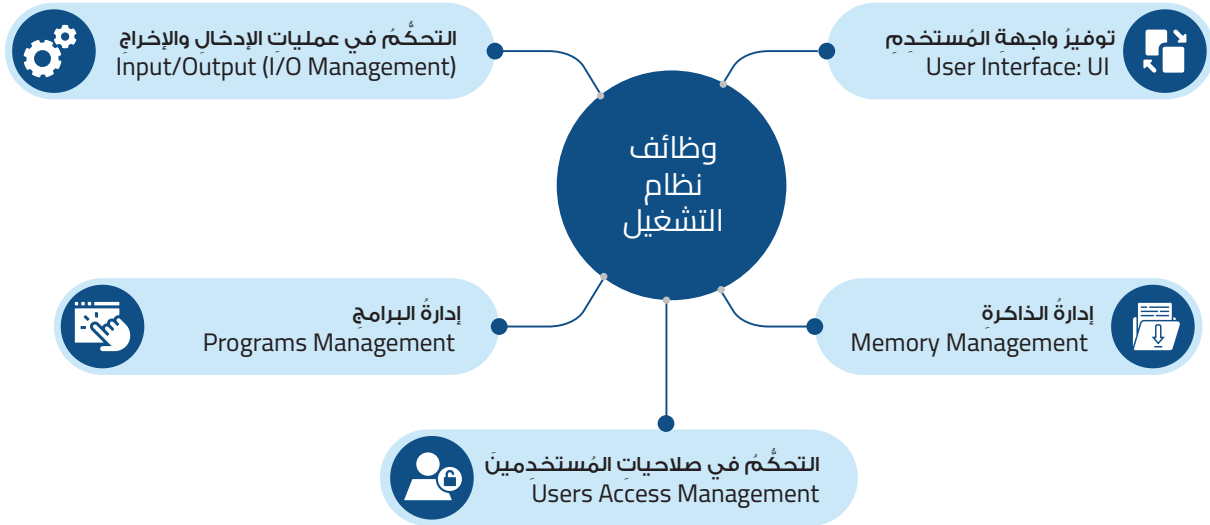 وظائف
نظام
التشغيل
توفيرُ واجهةِ المُستخدِمِ
User Interface: UI
التحكُّمُ في عملياتِ الإدخالِ والإخراجِ
Input/Output (I/O Management)
إدارةُ الذاكرةِ
Memory Management
إدارةُ البرامجِ
Programs Management
التحكُّمُ في صلاحياتِ المُستخدِمينَ
Users Access Management